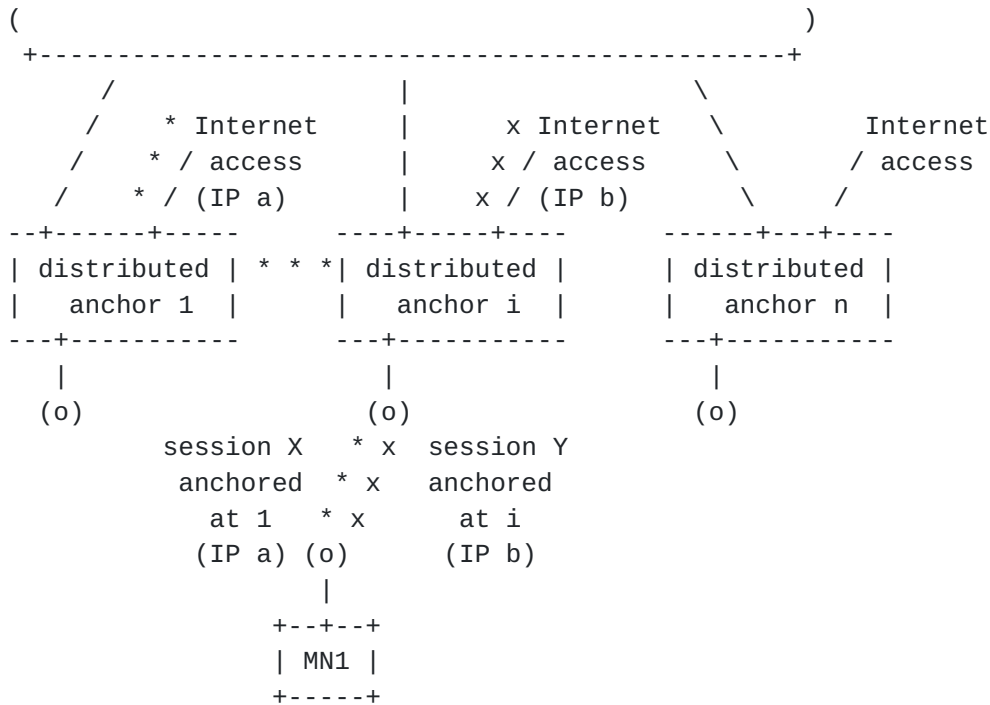 (                                                  )
 +------------------------------------------------+
      /                  |                  \
     /    * Internet     |      x Internet   \         Internet
    /    * / access      |     x / access     \       / access
   /    * / (IP a)       |    x / (IP b)       \     /
--+------+-----      ----+-----+----      ------+---+----
| distributed | * * *| distributed |      | distributed |
|   anchor 1  |      |   anchor i  |      |   anchor n  |
---+-----------      ---+-----------      ---+-----------
   |                    |                    |
  (o)                  (o)                  (o)
          session X   * x  session Y
           anchored  * x   anchored
             at 1   * x      at i
            (IP a) (o)      (IP b)
                    |
                 +--+--+
                 | MN1 |
                 +-----+